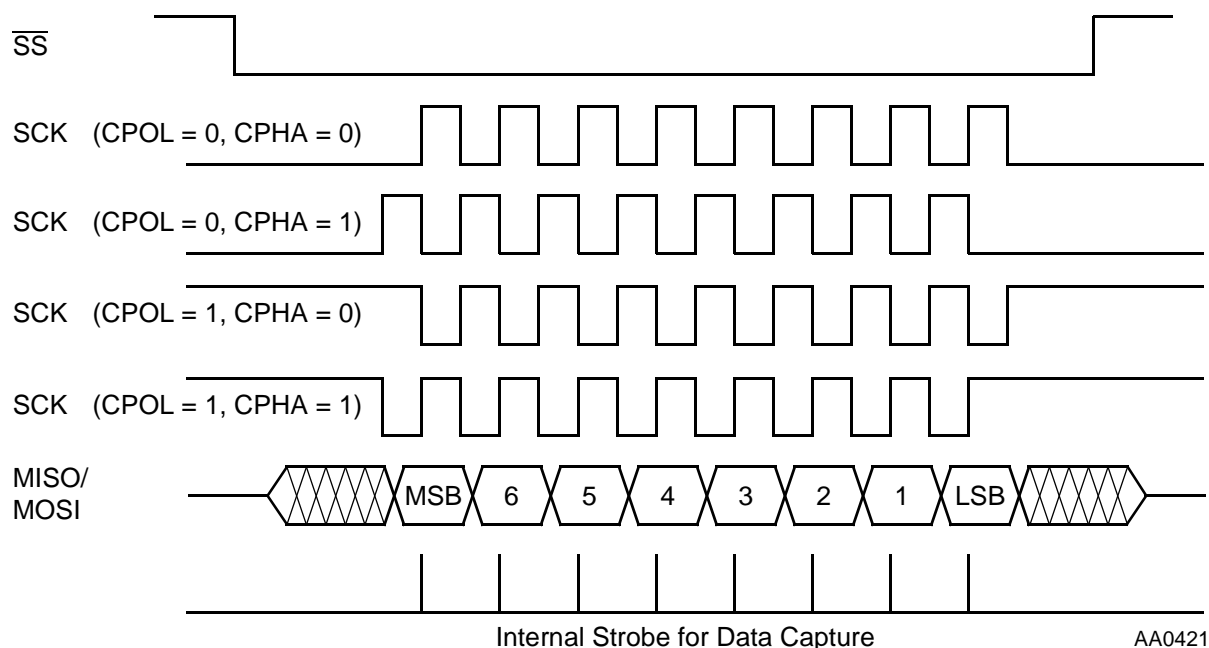 SS
SCK (CPOL = 0, CPHA = 0)
SCK (CPOL = 0, CPHA = 1)
SCK (CPOL = 1, CPHA = 0)
SCK (CPOL = 1, CPHA = 1)
MISO/
MOSI
MSB 6 5 4 3 2 1 LSB
Internal Strobe for Data Capture
AA0421